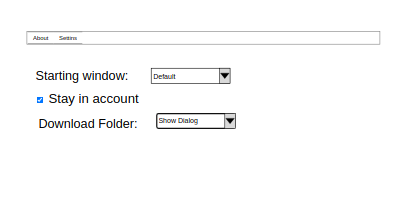 About Settins
Starting window: Default
Stay in account
Download Folder: Show Dialog